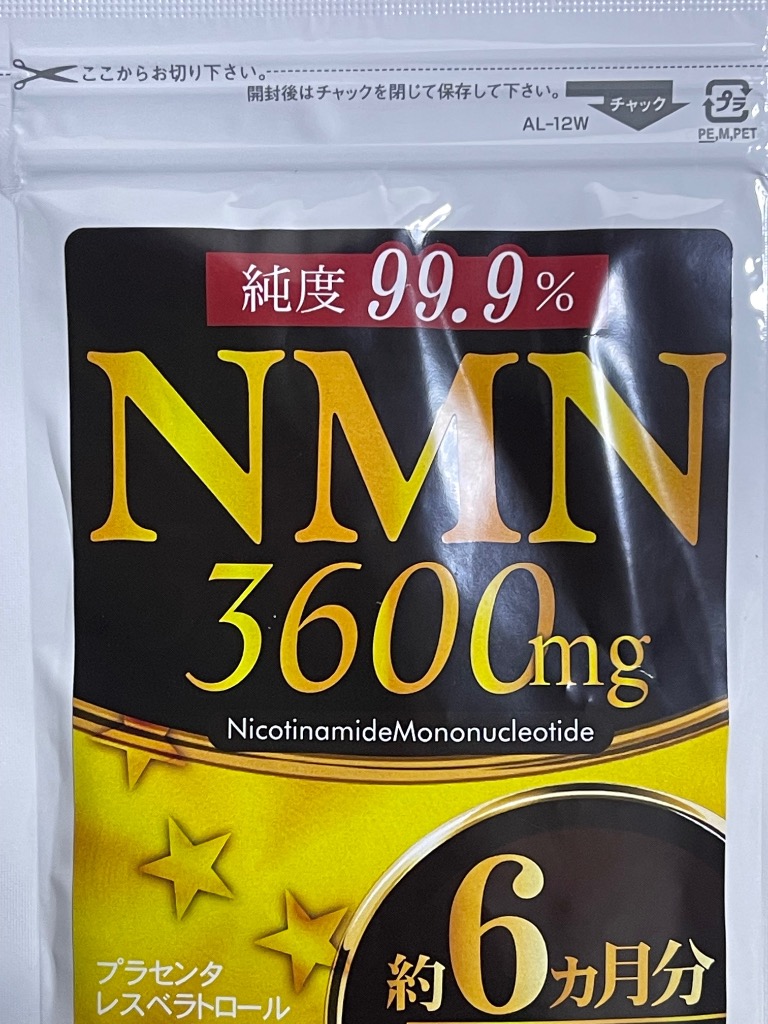 ここからお切り下さい。
開封後はチャックを閉じて保存して下さい。
チャック
プラ
AL-12W
PE,M,PET
純度 99.9%
NMN
3600mg
NicotinamideMononucleotide
約6ヵ月分
プラセンタ
レスベラトロール